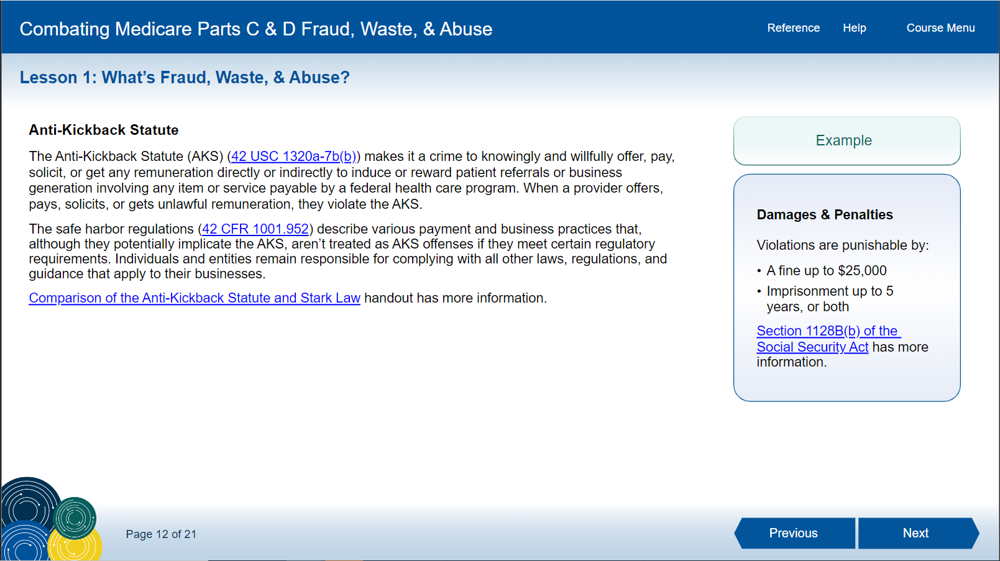 Combating Medicare Parts C & D Fraud, Waste, & Abuse
Reference
Help
Course Menu
Lesson 1: What’s Fraud, Waste, & Abuse?
Anti-Kickback Statute
The Anti-Kickback Statute (AKS) (42 USC 1320a-7b(b)) makes it a crime to knowingly and willfully offer, pay,
solicit, or get any remuneration directly or indirectly to induce or reward patient referrals or business
generation involving any item or service payable by a federal health care program. When a provider offers,
pays, solicits, or gets unlawful remuneration, they violate the AKS.
The safe harbor regulations (42 CFR 1001.952) describe various payment and business practices that,
although they potentially implicate the AKS, aren’t treated as AKS offenses if they meet certain regulatory
requirements. Individuals and entities remain responsible for complying with all other laws, regulations, and
guidance that apply to their businesses.
Comparison of the Anti-Kickback Statute and Stark Law handout has more information.
Example
Damages & Penalties
Violations are punishable by:
• A fine up to $25,000
• Imprisonment up to 5
years, or both
Section 1128B(b) of the
Social Security Act has more
information.
Page 12 of 21
Previous
Next